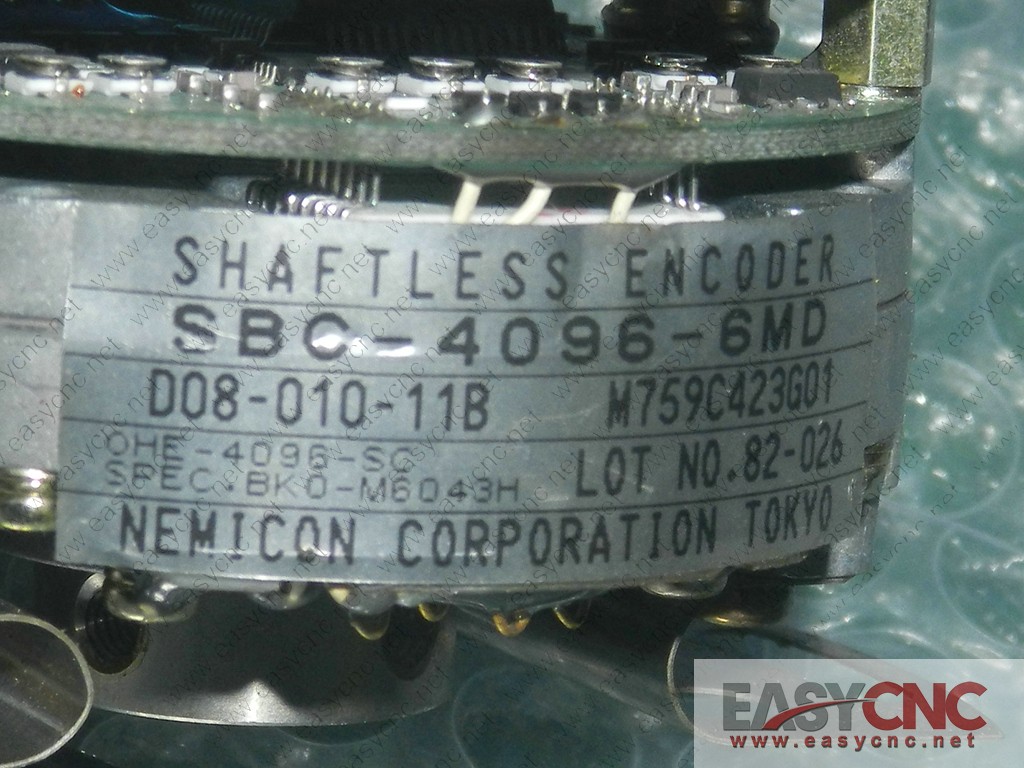 SHAFTLESS ENCODER
SBC-4096-6MD
D08-010-11B M759C423G01
OHE-4096-SC
SPEC.BKO-M6043H LOT NO.82-026
NEMICON CORPORATION TOKYO
EASYCNC
www.easycnc.net